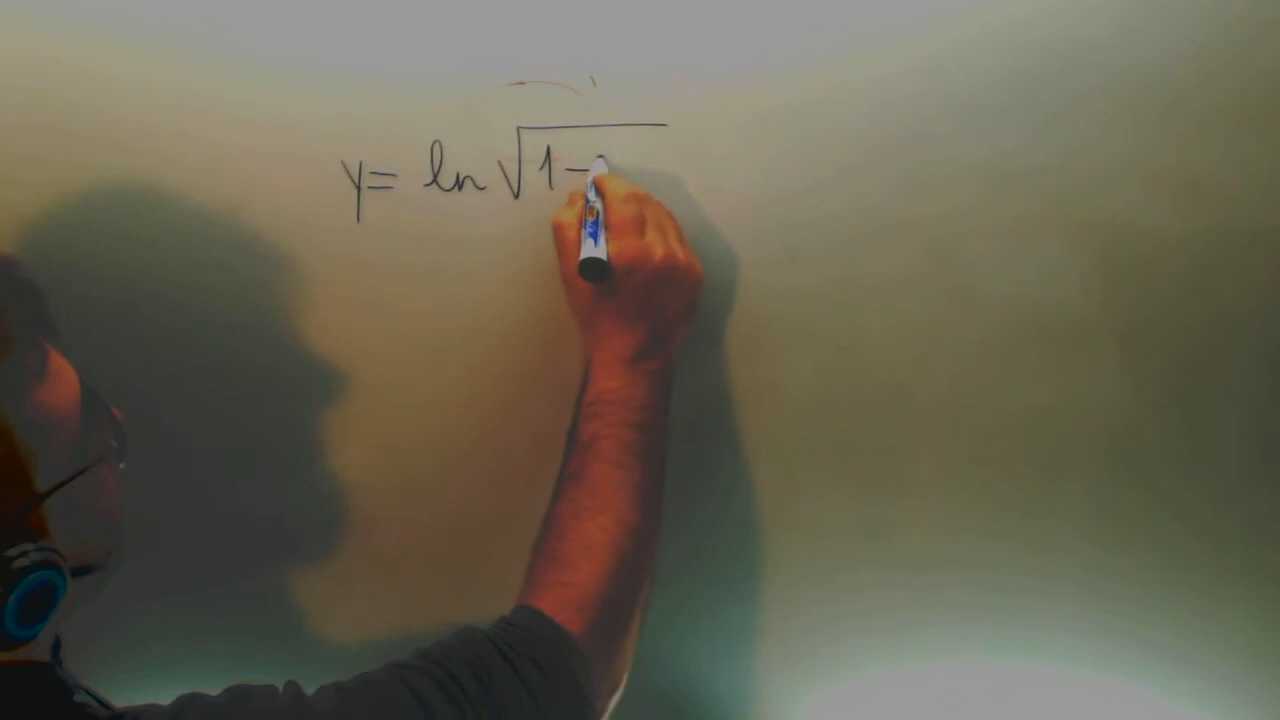 y= ln √1-